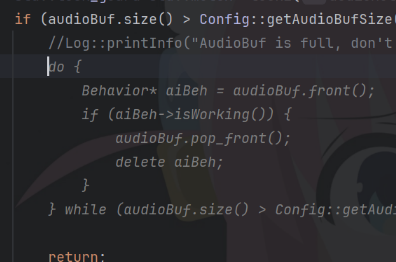 if (audioBuf.size() > Config::getAudioBufSize(
//Log::printInfo("AudioBuf is full, don't
do {
Behavior* aiBeh = audioBuf.front();
if (aiBeh->isWorking()) {
audioBuf.pop_front();
delete aiBeh;
}
} while (audioBuf.size() > Config::getAudi
return;